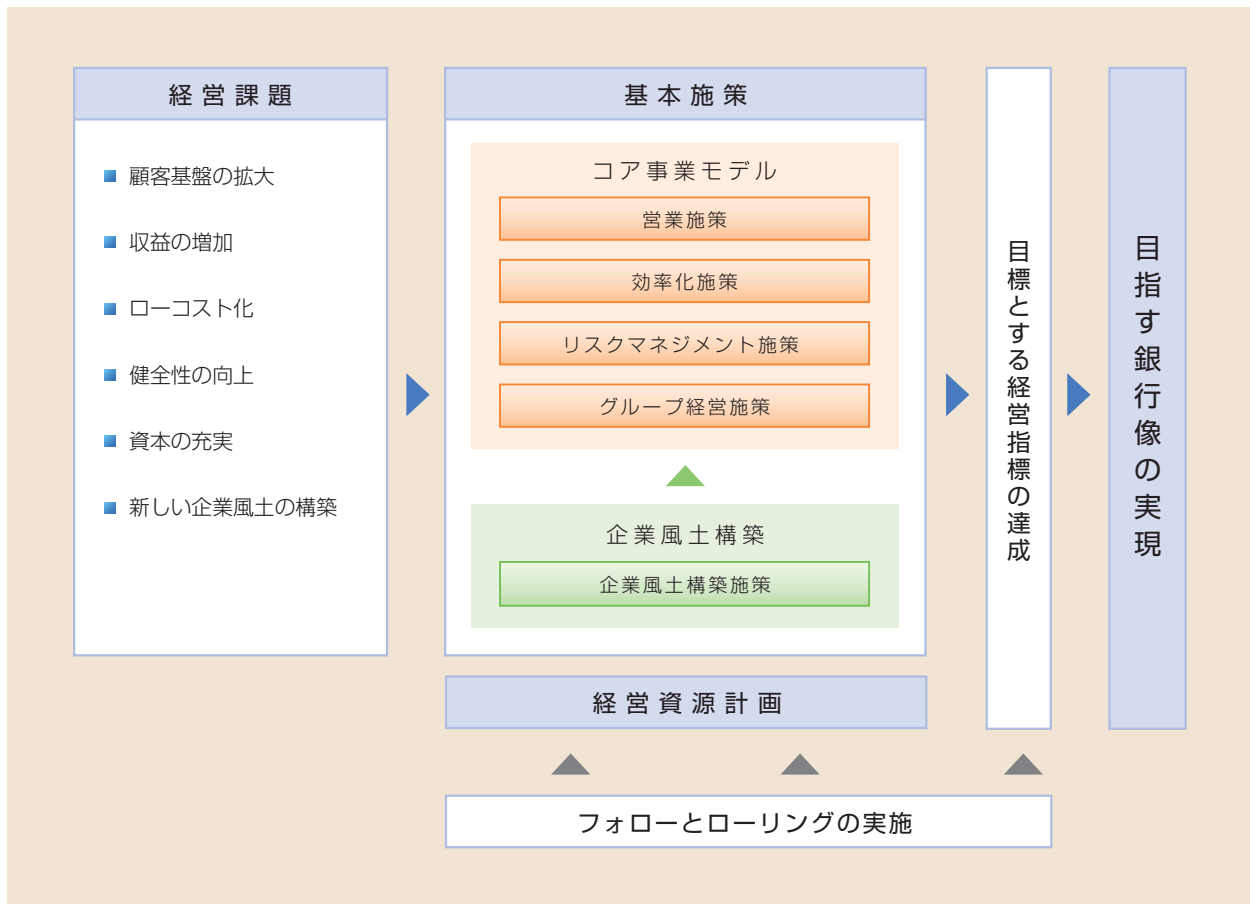 経営課題
顧客基盤の拡大
収益の増加
ローコスト化
健全性の向上
資本の充実
新しい企業風土の構築
基本施策
コア事業モデル
営業施策
効率化施策
リスクマネジメント施策
グループ経営施策
企業風土構築
企業風土構築施策
経営資源計画
フォローとローリングの実施
目標とする経営指標の達成
目指す銀行像の実現